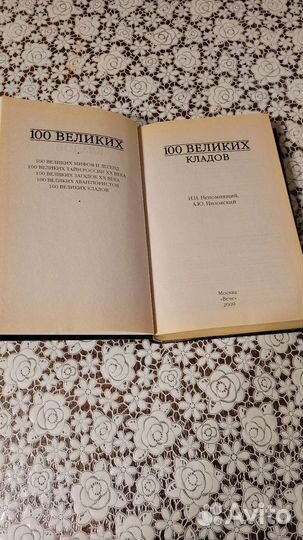 100 ВЕЛИКИХ
100 ВЕЛИКИХ МИФОВ И ЛЕГЕНД
100 ВЕЛИКИХ ТАЙН РОССИИ XX ВЕКА
100 ВЕЛИКИХ ЗАГАДОК XX ВЕКА
100 ВЕЛИКИХ АВАНТЮРИСТОВ
100 ВЕЛИКИХ КЛАДОВ
100 ВЕЛИКИХ
КЛАДОВ
Н.Н. Непомнящий,
А.Ю. Низовский
Москва
«Вече»
Avito